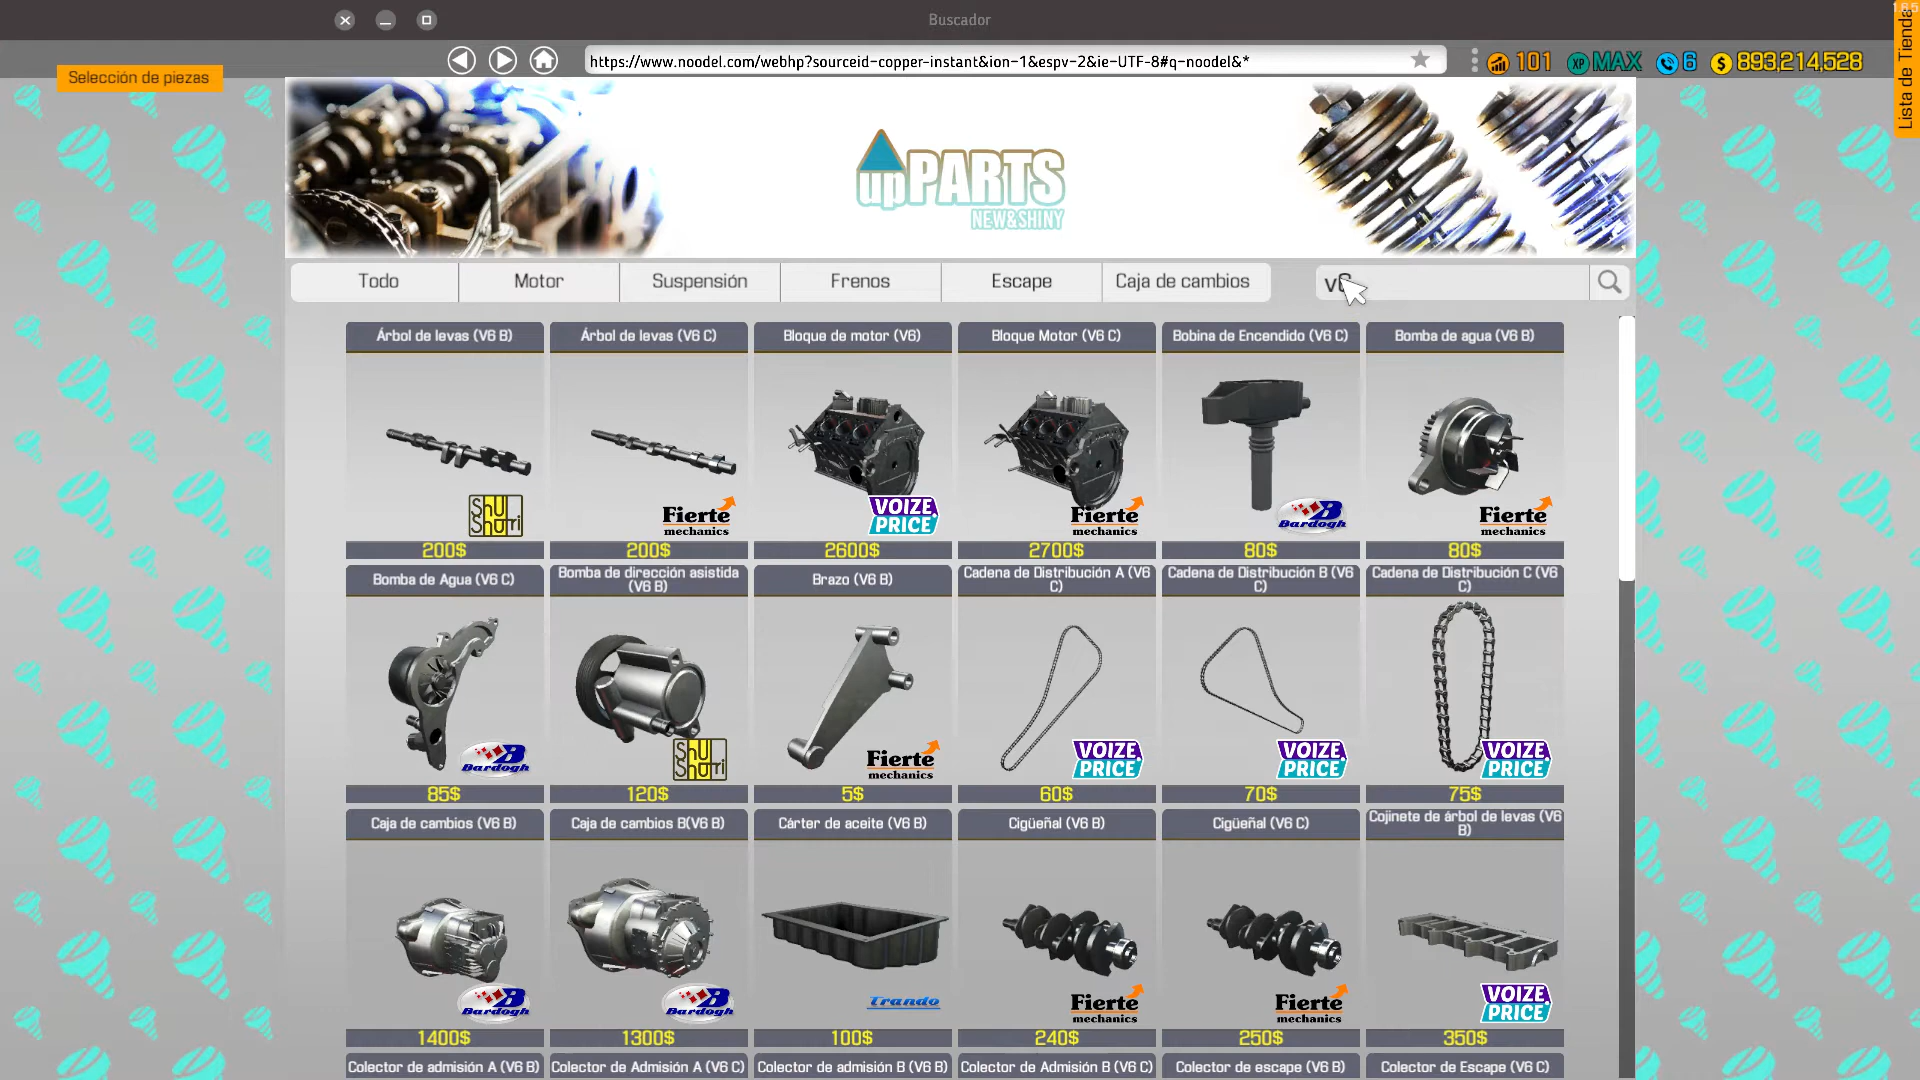 Buscador
https://www.noodel.com/webhp?sourceid-copper-instant&ion-1&espv-2&ie-UTF-8#q-noodel&*
101
XP MAX
6
$ 893,214,528
Selección de piezas
Lista de Tienda
upPARTS
NEW&SHINY
Todo
Motor
Suspensión
Frenos
Escape
Caja de cambios
v6
Árbol de levas (V6 B)
Árbol de levas (V6 C)
Bloque de motor (V6)
Bloque Motor (V6 C)
Bobina de Encendido (V6 C)
Bomba de agua (V6 B)
Shul Shutri
Fierte mechanics
VOIZE PRICE
Fierte mechanics
Bardogh
Fierte mechanics
200$
200$
2600$
2700$
80$
80$
Bomba de Agua (V6 C)
Bomba de dirección asistida
(V6 B)
Brazo (V6 B)
Cadena de Distribución A (V6
C)
Cadena de Distribución B (V6
C)
Cadena de Distribución C (V6
C)
Bardogh
Shul Shutri
Fierte mechanics
VOIZE PRICE
VOIZE PRICE
VOIZE PRICE
85$
120$
5$
60$
70$
75$
Caja de cambios (V6 B)
Caja de cambios B(V6 B)
Cárter de aceite (V6 B)
Cigüeñal (V6 B)
Cigüeñal (V6 C)
Cojinete de árbol de levas (V6
B)
Bardogh
Bardogh
Trando
Fierte mechanics
Fierte mechanics
VOIZE PRICE
1400$
1300$
100$
240$
250$
350$
Colector de admisión A (V6 B)
Colector de Admisión A (V6 C)
Colector de admisión B (V6 B)
Colector de Admisión B (V6 C)
Colector de escape (V6 B)
Colector de Escape (V6 C)